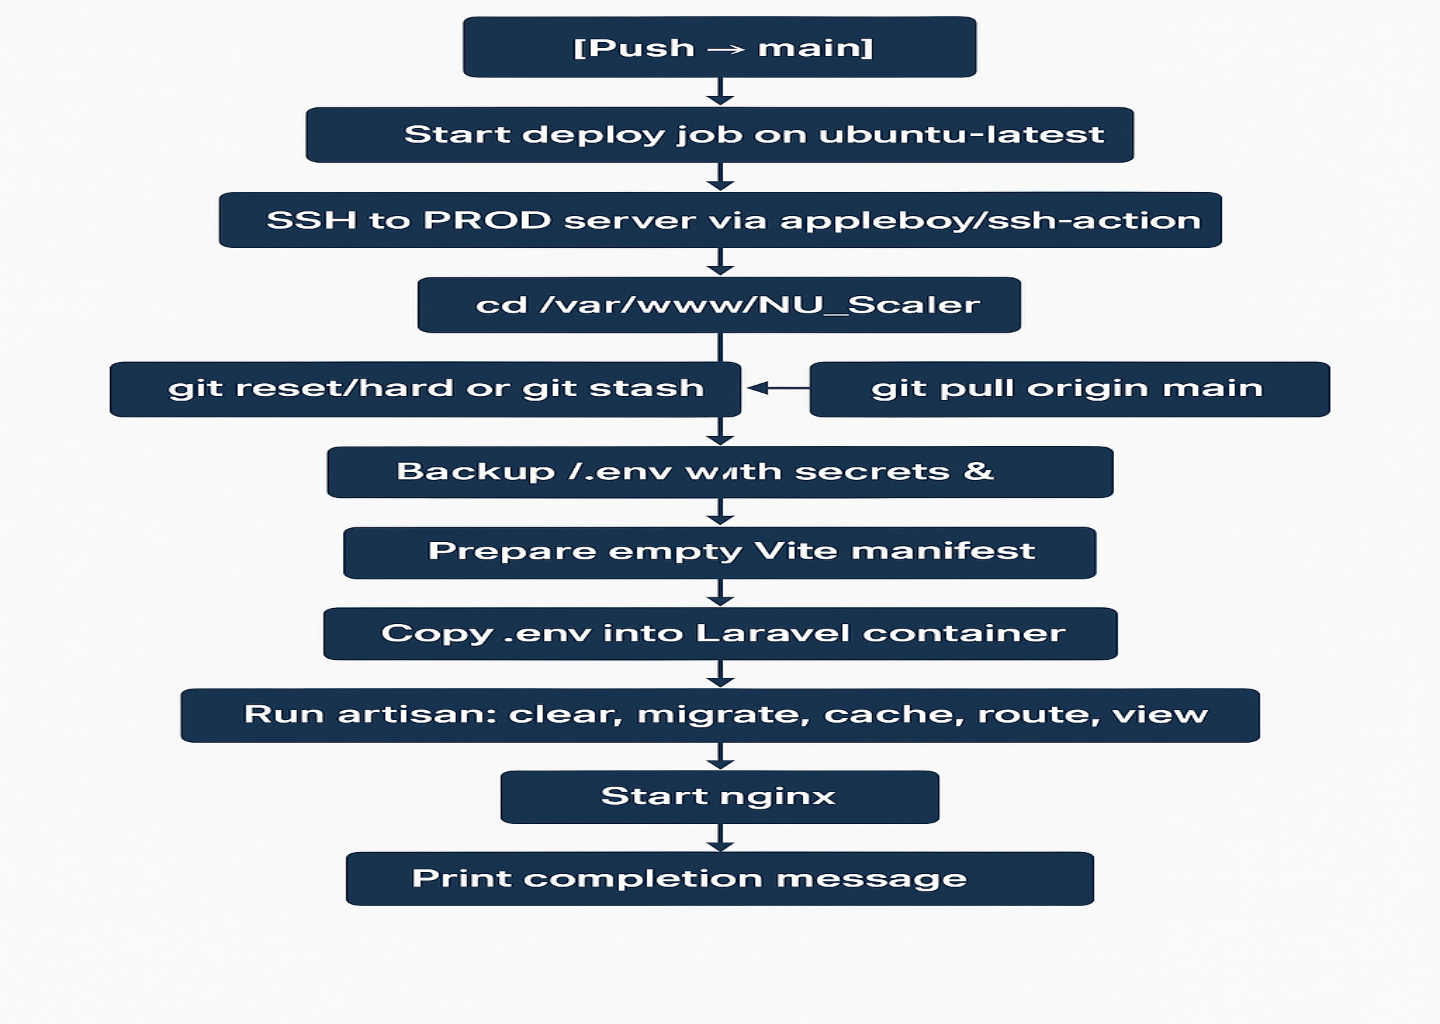 [Push → main]
Start deploy job on ubuntu-latest
SSH to PROD server via appleboy/ssh-action
cd /var/www/NU_Scaler
git reset/hard or git stash
git pull origin main
Backup /.env with secrets &
Prepare empty Vite manifest
Copy .env into Laravel container
Run artisan: clear, migrate, cache, route, view
Start nginx
Print completion message